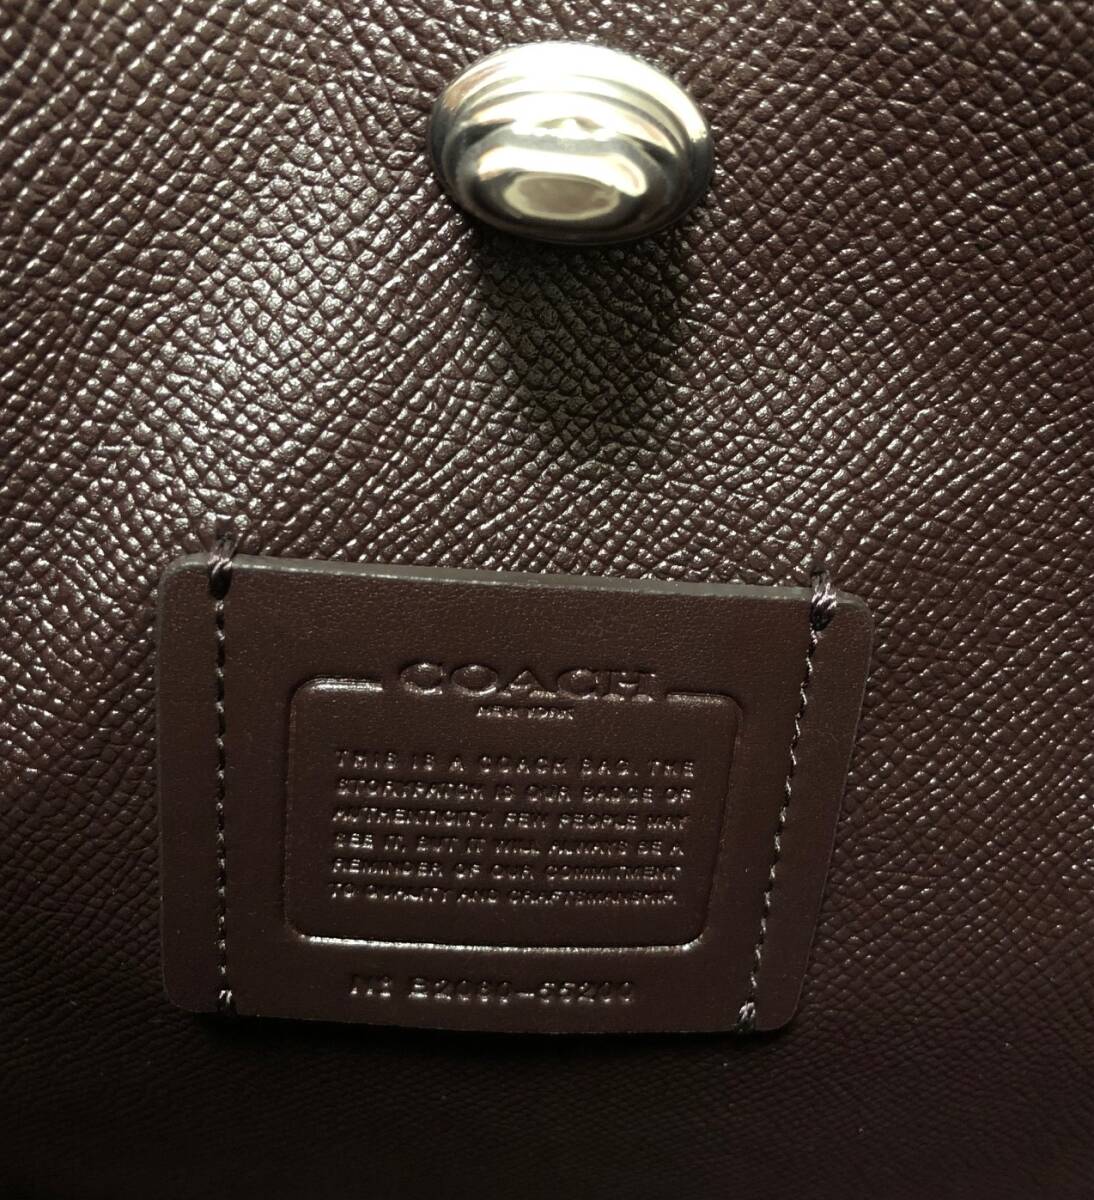 COACH
NEW YORK
THIS IS A COACH BAG. THE
STORYPATCH IS OUR BADGE OF
AUTHENTICITY. FEW PEOPLE MAY
SEE IT, BUT IT WILL ALWAYS BE A
REMINDER OF OUR COMMITMENT
TO QUALITY AND CRAFTSMANSHIP.